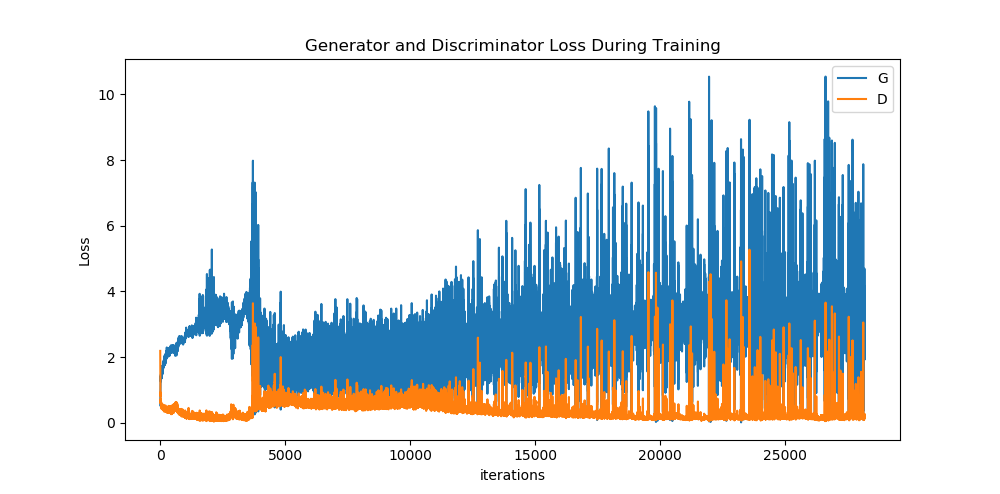 Generator and Discriminator Loss During Training
G
D
10
8
6
4
2
0
Loss
0 5000 10000 15000 20000 25000
iterations